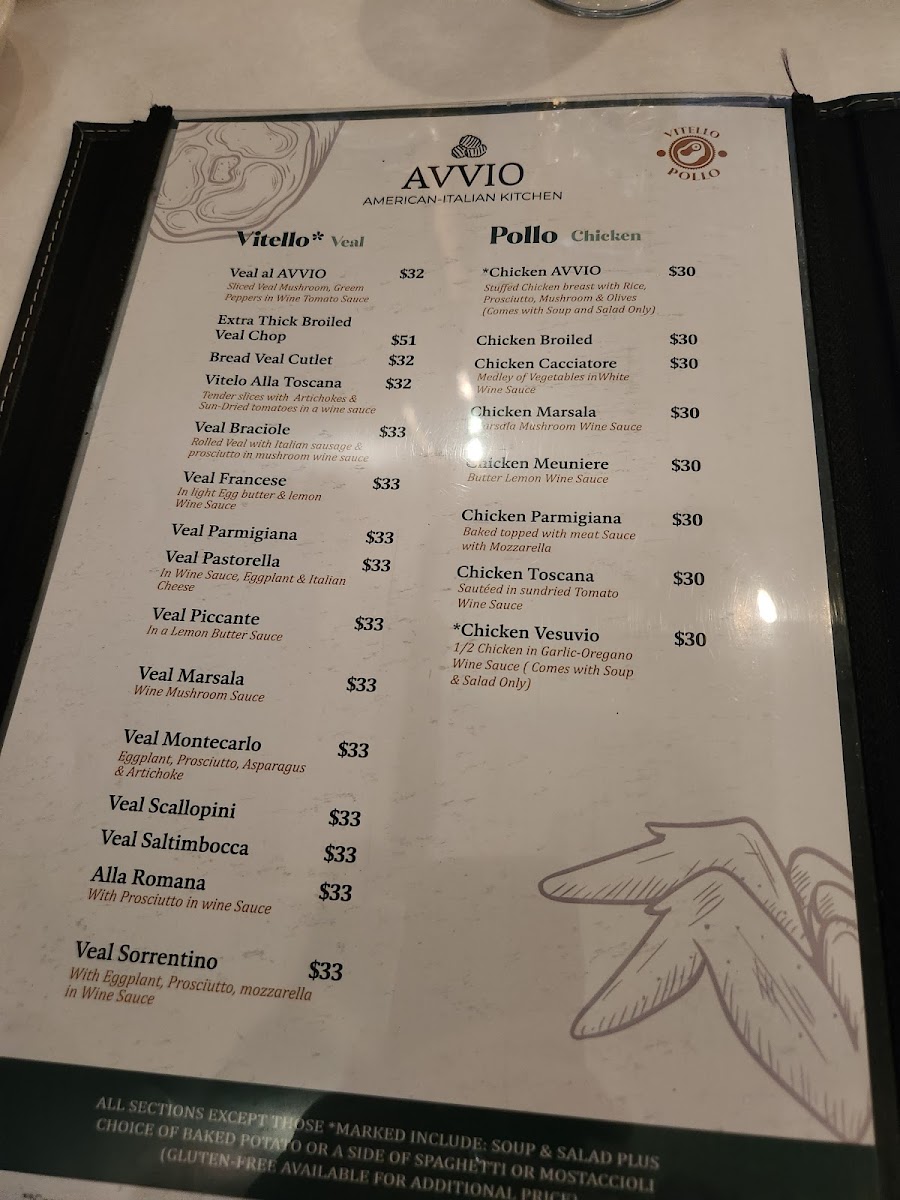 AVVIO
AMERICAN-ITALIAN KITCHEN
VITELLO
POLLO
Vitello* Veal
Veal al AVVIO $32
Sliced Veal Mushroom, Greem
Peppers in Wine Tomato Sauce
Extra Thick Broiled
Veal Chop $51
Bread Veal Cutlet $32
Vitelo Alla Toscana $32
Tender slices with Artichokes &
Sun-Dried tomatoes in a wine sauce
Veal Braciole $33
Rolled Veal with Italian sausage &
prosciutto in mushroom wine sauce
Veal Francese $33
In light Egg butter & lemon
Wine Sauce
Veal Parmigiana $33
Veal Pastorella $33
In Wine Sauce, Eggplant & Italian
Cheese
Veal Piccante $33
In a Lemon Butter Sauce
Veal Marsala $33
Wine Mushroom Sauce
Veal Montecarlo $33
Eggplant, Prosciutto, Asparagus
& Artichoke
Veal Scallopini $33
Veal Saltimbocca $33
Alla Romana $33
With Prosciutto in wine Sauce
Veal Sorrentino $33
With Eggplant, Prosciutto, mozzarella
in Wine Sauce
Pollo Chicken
*Chicken AVVIO $30
Stuffed Chicken breast with Rice,
Prosciutto, Mushroom & Olives
(Comes with Soup and Salad Only)
Chicken Broiled $30
Chicken Cacciatore $30
Medley of Vegetables inWhite
Wine Sauce
Chicken Marsala $30
Marsala Mushroom Wine Sauce
Chicken Meuniere $30
Butter Lemon Wine Sauce
Chicken Parmigiana $30
Baked topped with meat Sauce
with Mozzarella
Chicken Toscana $30
Sautéed in sundried Tomato
Wine Sauce
*Chicken Vesuvio $30
1/2 Chicken in Garlic-Oregano
Wine Sauce ( Comes with Soup
& Salad Only)
ALL SECTIONS EXCEPT THOSE *MARKED INCLUDE: SOUP & SALAD PLUS
CHOICE OF BAKED POTATO OR A SIDE OF SPAGHETTI OR MOSTACCIOLI
(GLUTEN-FREE AVAILABLE FOR ADDITIONAL PRICE)